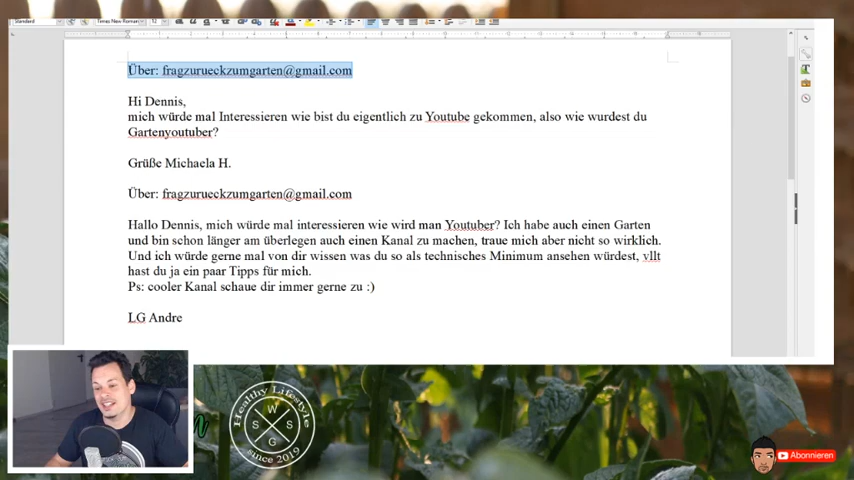 Standard
Times New Roman
12
Über: fragzurueckzumgarten@gmail.com
Hi Dennis,
mich würde mal Interessieren wie bist du eigentlich zu Youtube gekommen, also wie wurdest du
Gartenyoutuber?
Grüße Michaela H.
Über: fragzurueckzumgarten@gmail.com
Hallo Dennis, mich würde mal interessieren wie wird man Youtuber? Ich habe auch einen Garten
und bin schon länger am überlegen auch einen Kanal zu machen, traue mich aber nicht so wirklich.
Und ich würde gerne mal von dir wissen was du so als technisches Minimum ansehen würdest, vllt
hast du ja ein paar Tipps für mich.
Ps: cooler Kanal schaue dir immer gerne zu :)
LG Andre
Healthy Lifestyle
W
S S
G
since 2019
Abonnieren